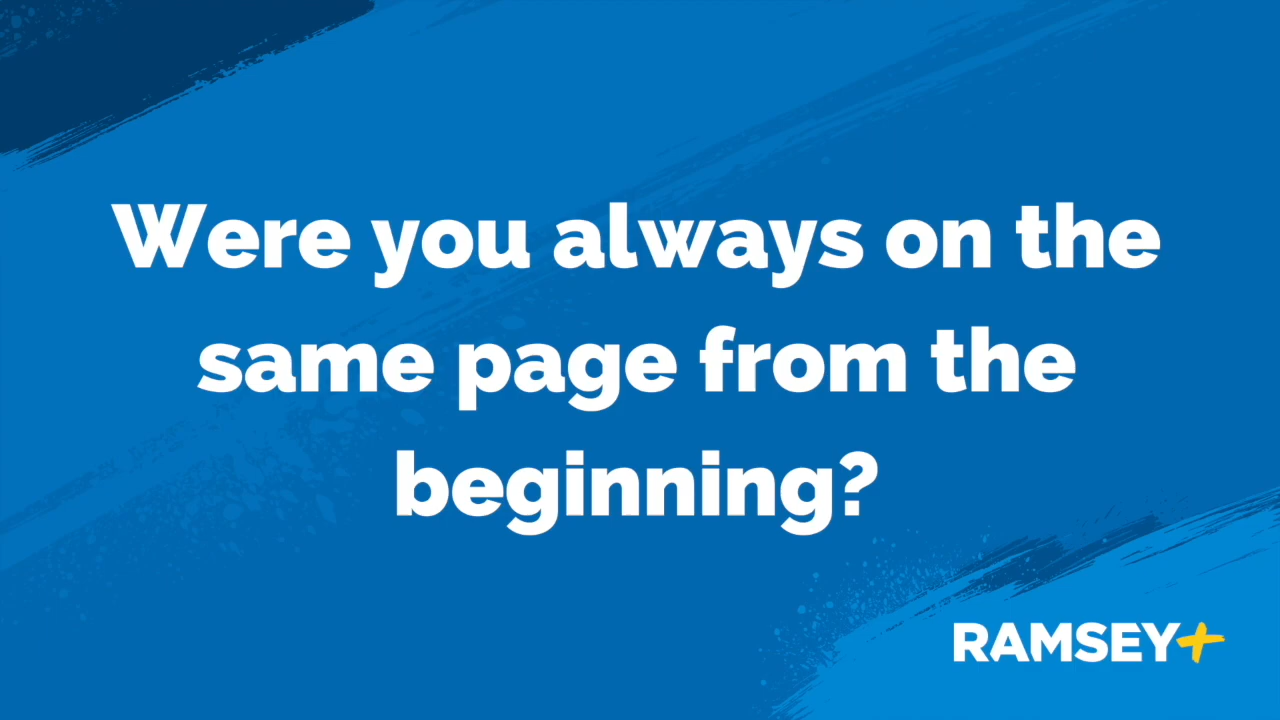 Were you always on the
same page from the
beginning?
RAMSEY+